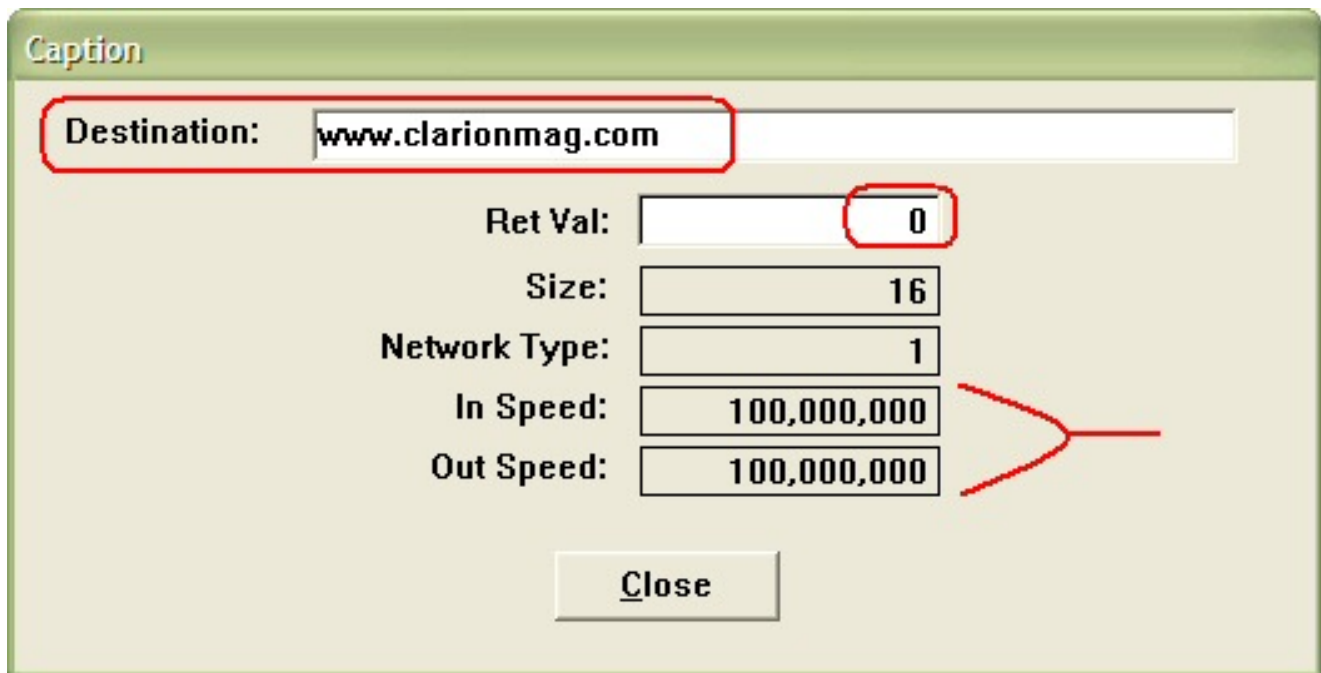 Caption
Destination: www.clarionmag.com
Ret Val: 0
Size: 16
Network Type: 1
In Speed: 100,000,000
Out Speed: 100,000,000
Close